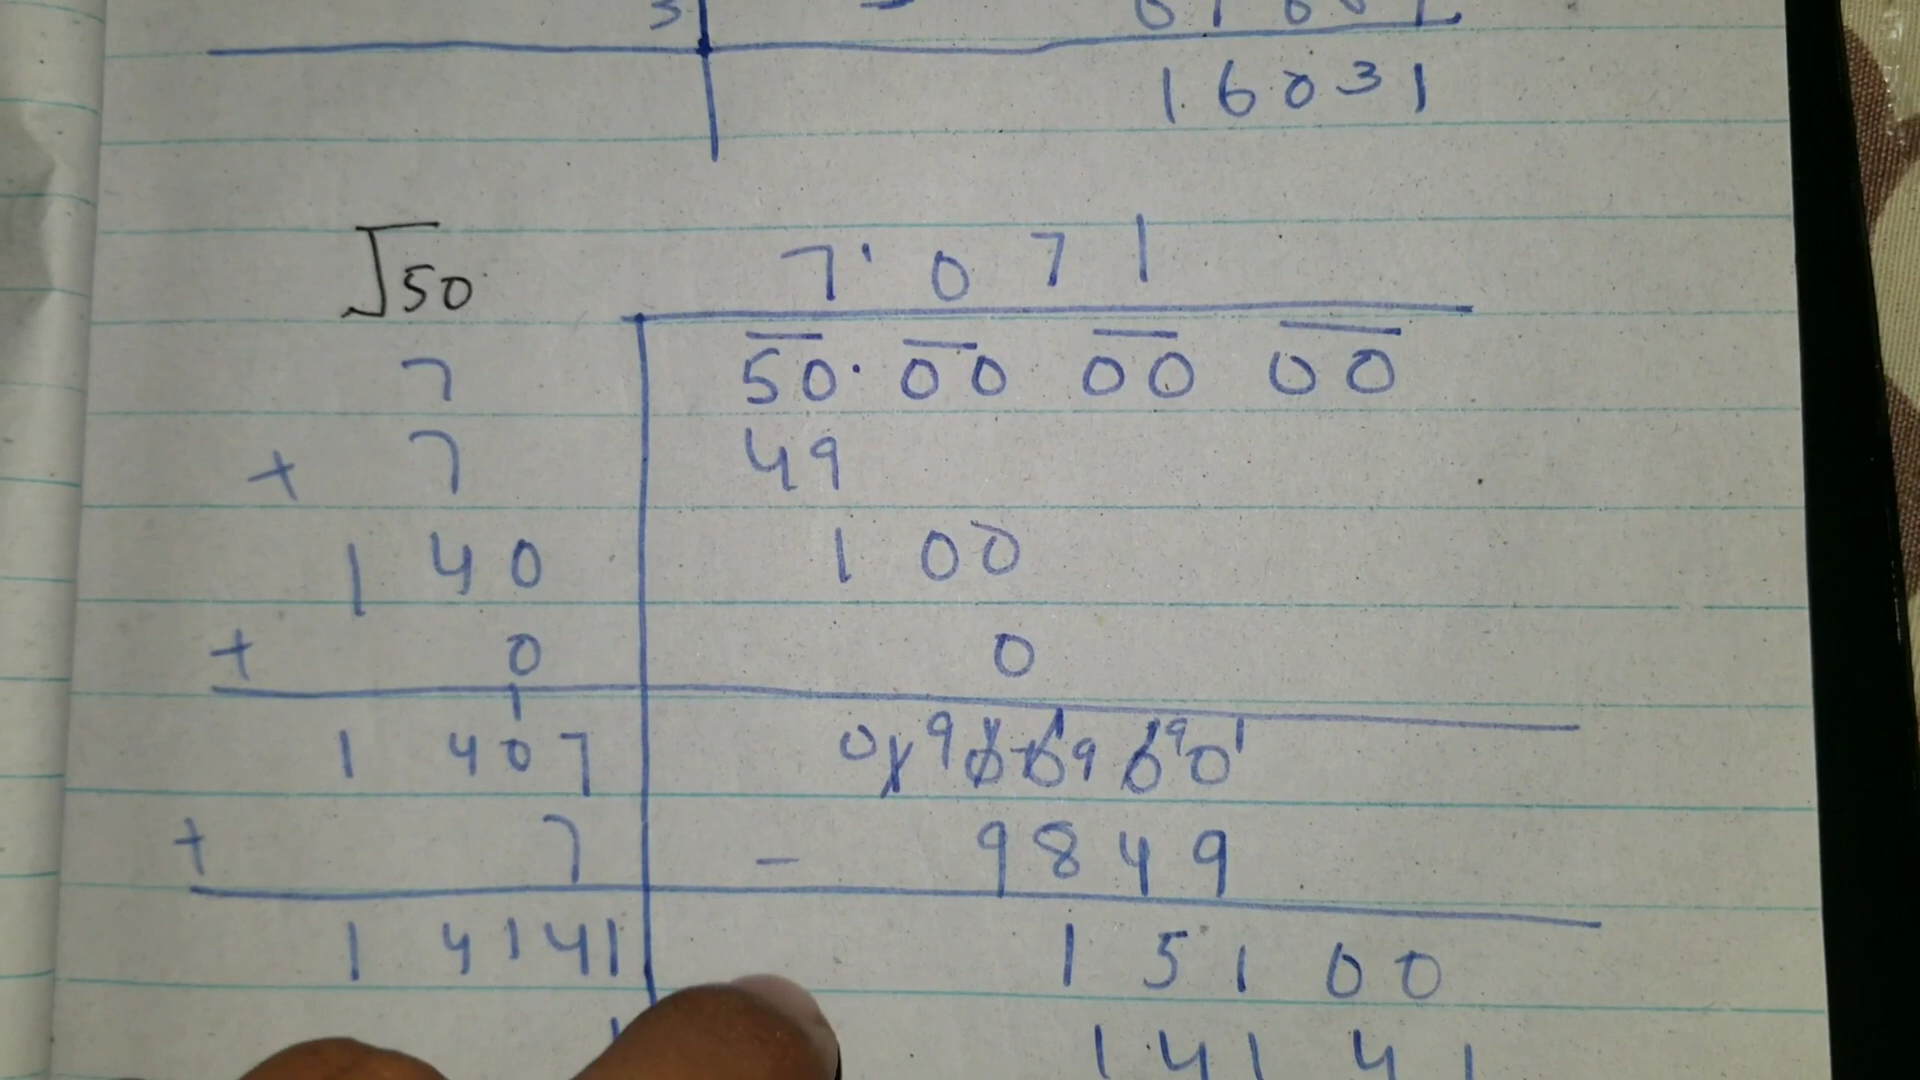 16031
√50 7.071
7 50.00 00 00
+ 7 49
140 100
+ 0 0
1407 10000
+ 7 - 9849
14141 15100
14141